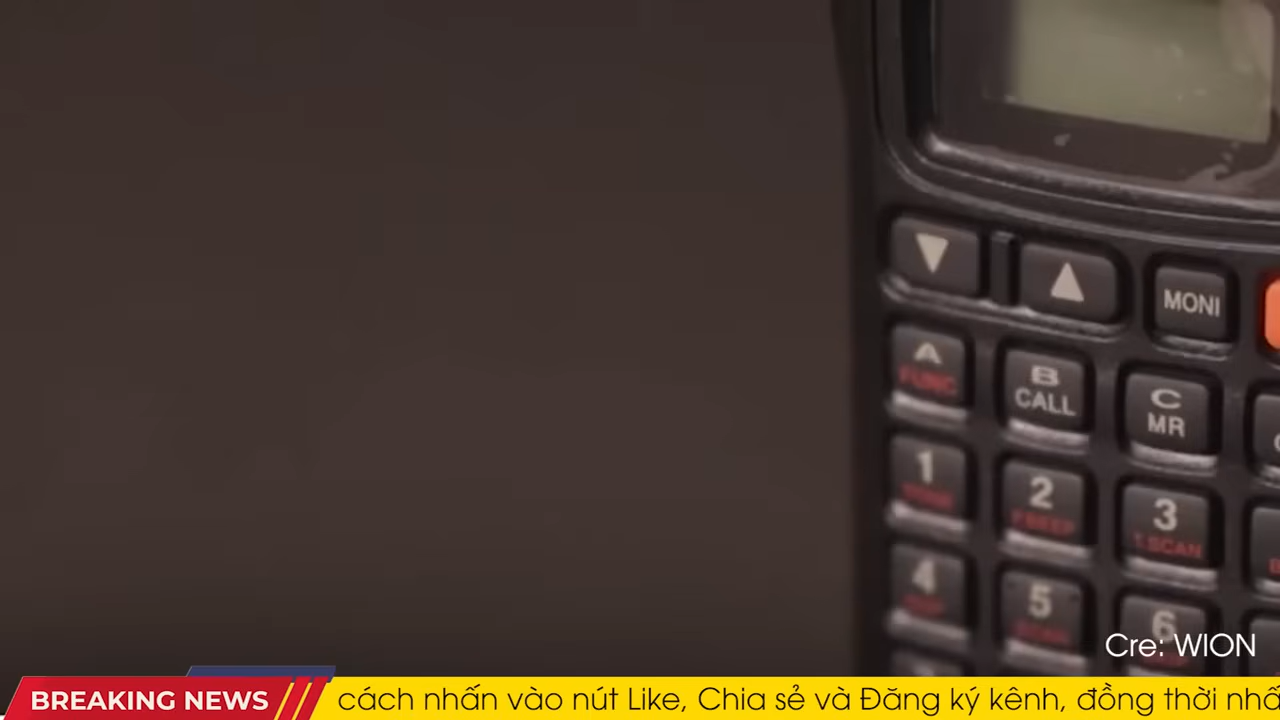 ▼ ▲ MONI
A B C
FUNC CALL MR
1 2 3
T.SCAN
4 5 6
Cre: WION
BREAKING NEWS cách nhấn vào nút Like, Chia sẻ và Đăng ký kênh, đồng thời